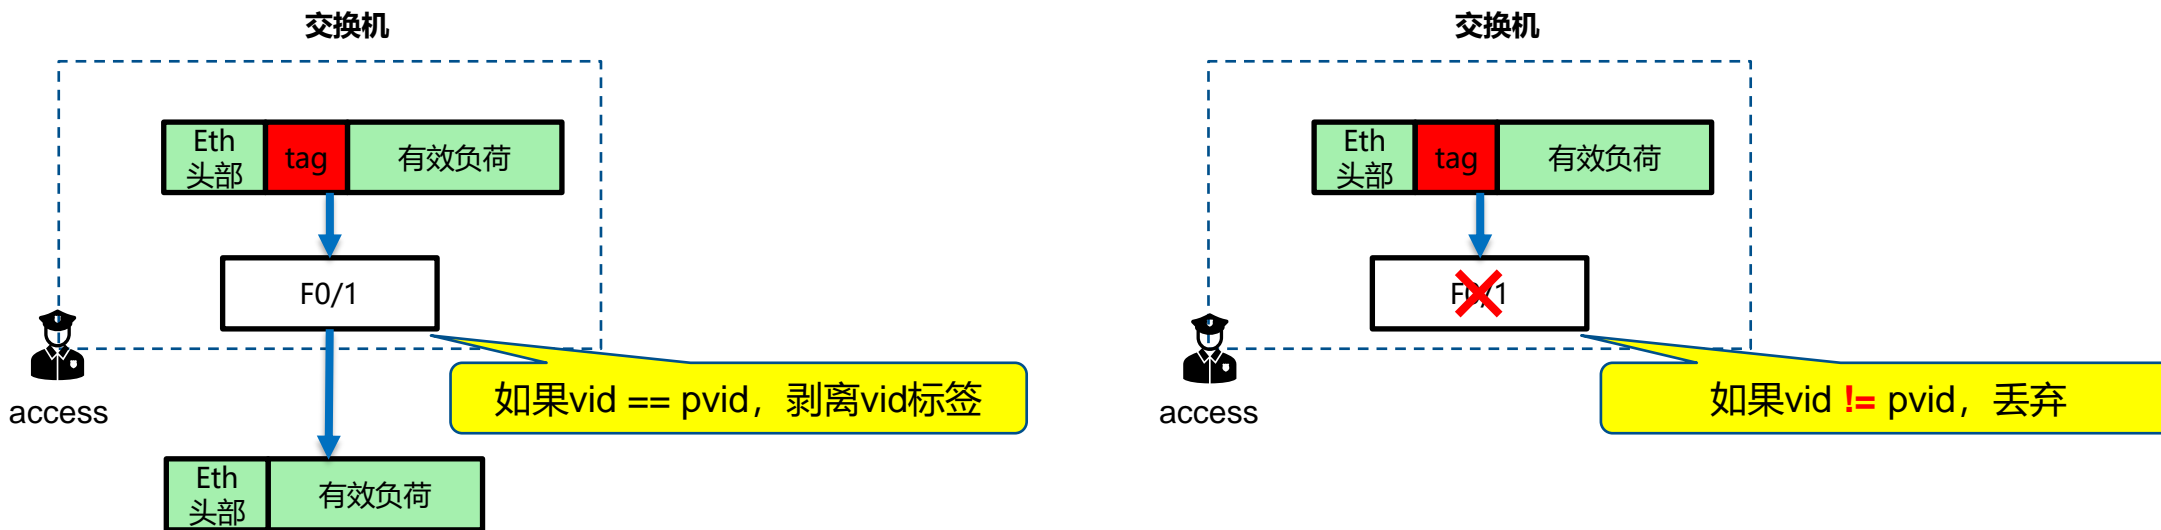 交换机
Eth
头部
tag
有效负荷
F0/1
access
如果vid == pvid，剥离vid标签
Eth
头部
有效负荷
交换机
Eth
头部
tag
有效负荷
F0/1
access
如果vid != pvid，丢弃